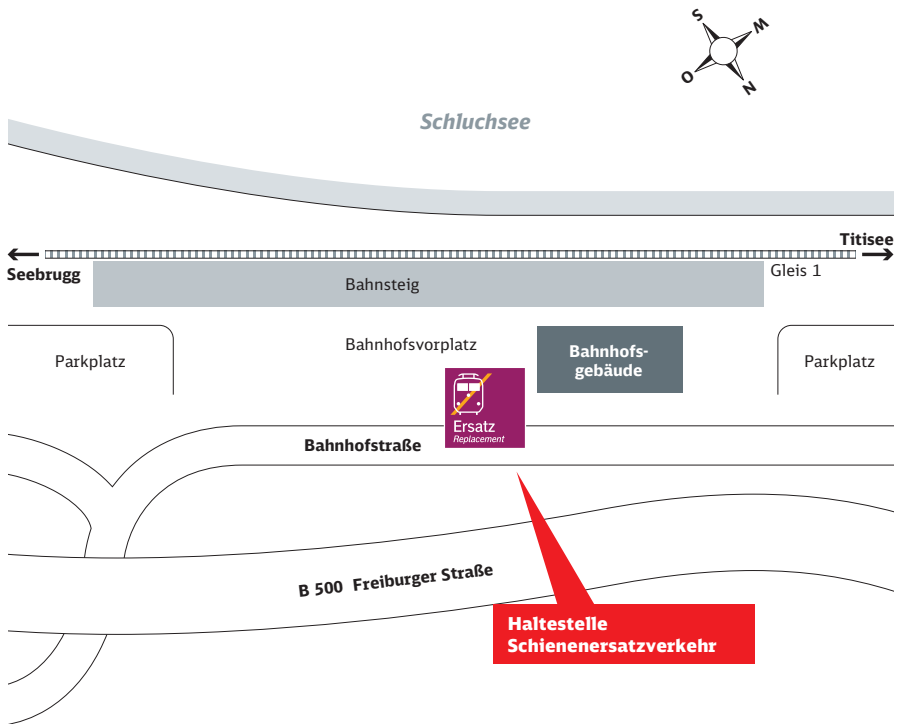 S
W
O
N
Schluchsee
Titisee
Seebrugg
Gleis 1
Bahnsteig
Parkplatz
Bahnhofsvorplatz
Bahnhofs-
gebäude
Parkplatz
Ersatz
Replacement
Bahnhofstraße
B 500 Freiburger Straße
Haltestelle
Schienenersatzverkehr